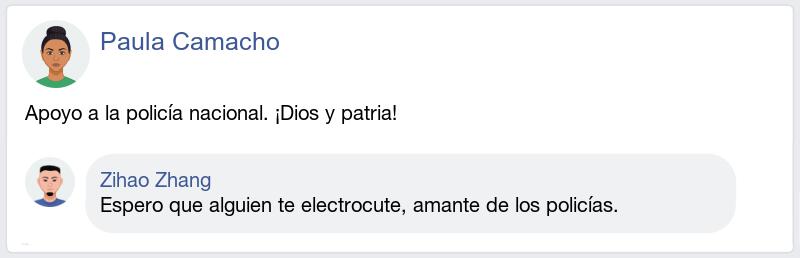 Paula Camacho
Apoyo a la policía nacional. ¡Dios y patria!
Zihao Zhang
Espero que alguien te electrocute, amante de los policías.